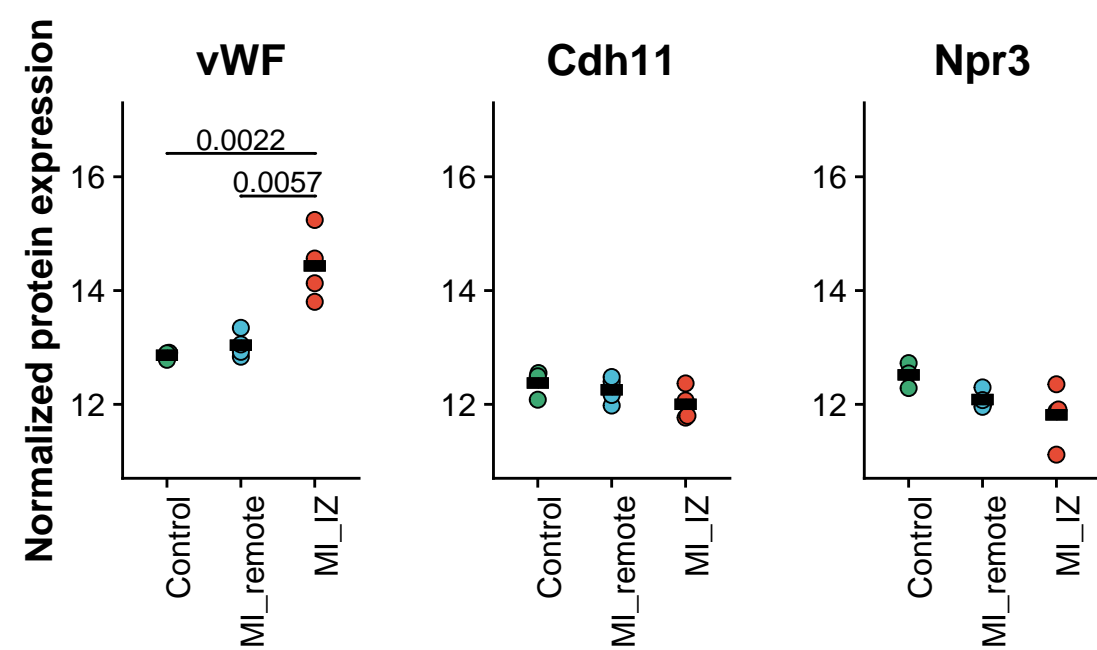 Normalized protein expression
vWF
Cdh11
Npr3
0.0022
0.0057
16
14
12
16
14
12
16
14
12
Control
MI_remote
MI_IZ
Control
MI_remote
MI_IZ
Control
MI_remote
MI_IZ